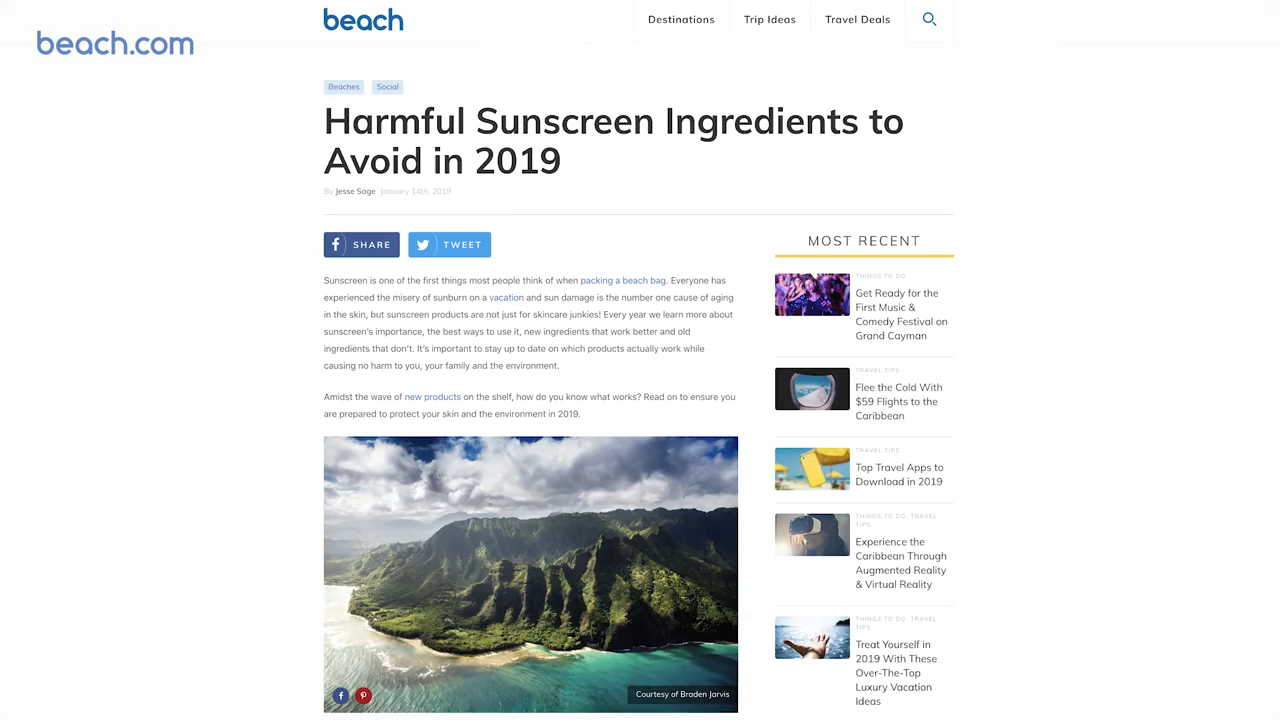 beach.com
beach
Destinations
Trip Ideas
Travel Deals
Beaches
Social
Harmful Sunscreen Ingredients to
Avoid in 2019
By Jesse Sage January 14th, 2019
SHARE
TWEET
Sunscreen is one of the first things most people think of when packing a beach bag. Everyone has
experienced the misery of sunburn on a vacation and sun damage is the number one cause of aging
in the skin, but sunscreen products are not just for skincare junkies! Every year we learn more about
sunscreen's importance, the best ways to use it, new ingredients that work better and old
ingredients that don't. It's important to stay up to date on which products actually work while
causing no harm to you, your family and the environment.
Amidst the wave of new products on the shelf, how do you know what works? Read on to ensure you
are prepared to protect your skin and the environment in 2019.
Courtesy of Braden Jarvis
MOST RECENT
THINGS TO DO
Get Ready for the
First Music &
Comedy Festival on
Grand Cayman
TRAVEL TIPS
Flee the Cold With
$59 Flights to the
Caribbean
TRAVEL TIPS
Top Travel Apps to
Download in 2019
THINGS TO DO, TRAVEL
TIPS
Experience the
Caribbean Through
Augmented Reality
& Virtual Reality
THINGS TO DO, TRAVEL
TIPS
Treat Yourself in
2019 With These
Over-The-Top
Luxury Vacation
Ideas